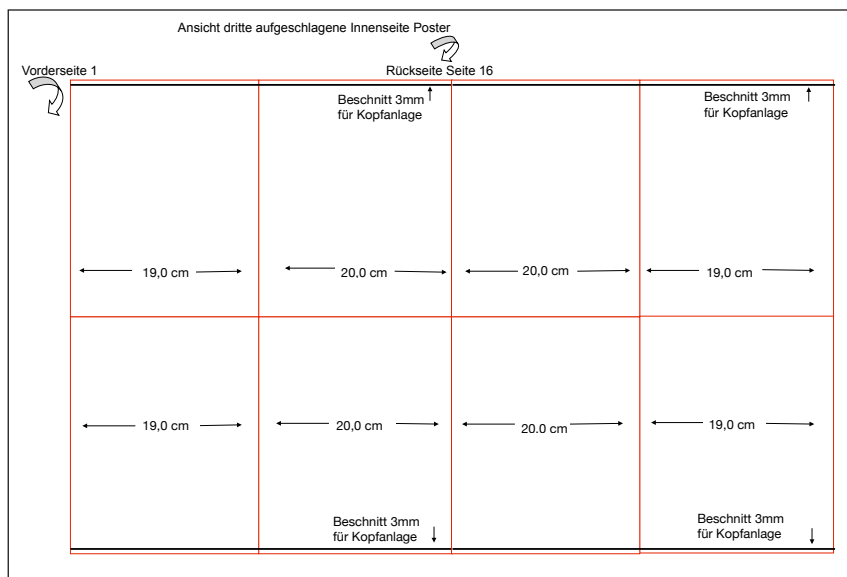 Ansicht dritte aufgeschlagene Innenseite Poster
Vorderseite 1
Rückseite Seite 16
Beschnitt 3mm
für Kopfanlage
Beschnitt 3mm
für Kopfanlage
19,0 cm
20,0 cm
20,0 cm
19,0 cm
19,0 cm
20,0 cm
20.0 cm
19,0 cm
Beschnitt 3mm
für Kopfanlage
Beschnitt 3mm
für Kopfanlage